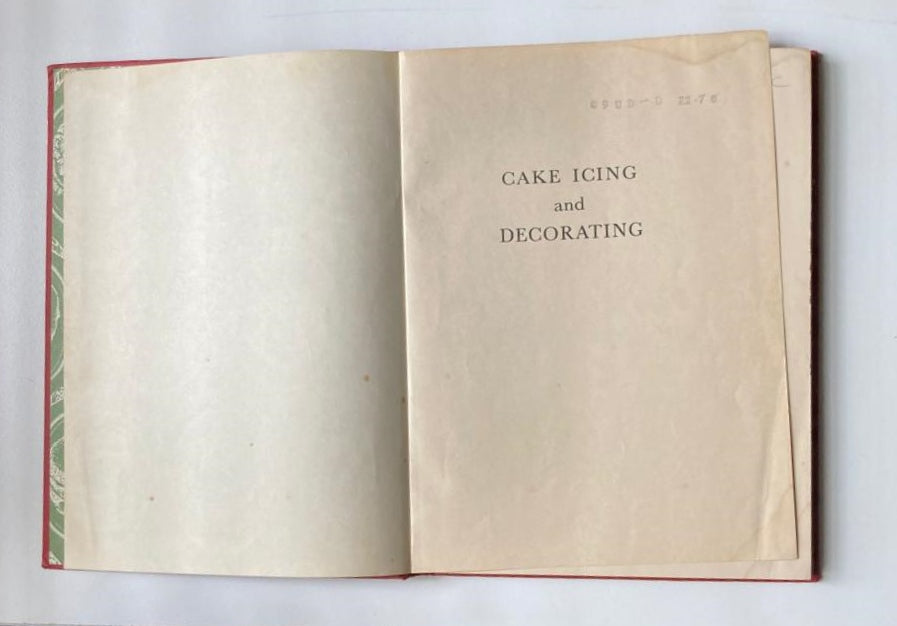 CAKE ICING
and
DECORATING